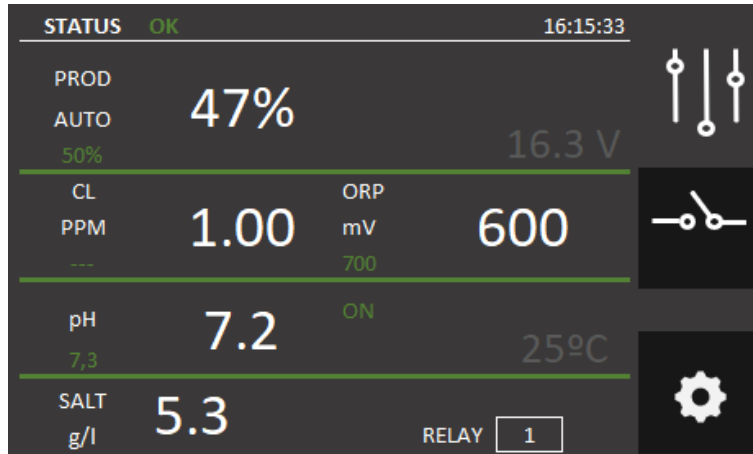 STATUS OK 16:15:33
PROD
AUTO 47%
50% 16.3 V
CL ORP
PPM 1.00 mV 600
--- 700
pH 7.2 ON
7,3 25ºC
SALT 5.3
g/l RELAY 1